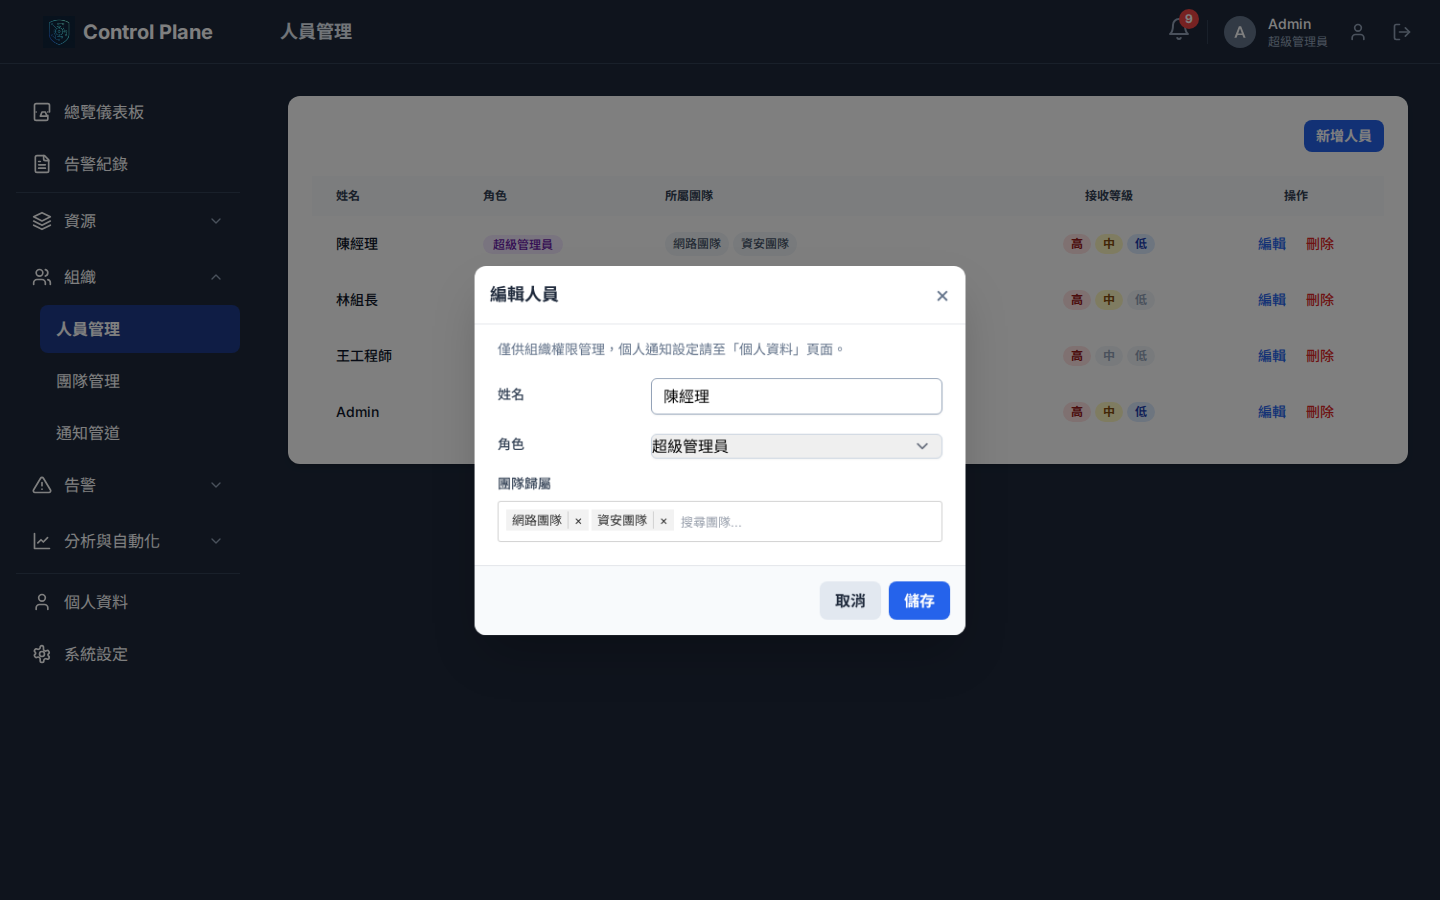 Control Plane
人員管理
9
A
Admin
超級管理員
總覽儀表板
告警紀錄
資源
組織
人員管理
團隊管理
通知管道
告警
分析與自動化
個人資料
系統設定
新增人員
姓名 角色 所屬團隊 接收等級 操作
陳經理 超級管理員 網路團隊 資安團隊 高 中 低 編輯 刪除
林組長 高 中 低 編輯 刪除
王工程師 高 中 低 編輯 刪除
Admin 高 中 低 編輯 刪除
編輯人員 ×
僅供組織權限管理，個人通知設定請至「個人資料」頁面。
姓名 陳經理
角色 超級管理員
團隊歸屬
網路團隊 × 資安團隊 × 搜尋團隊...
取消 儲存